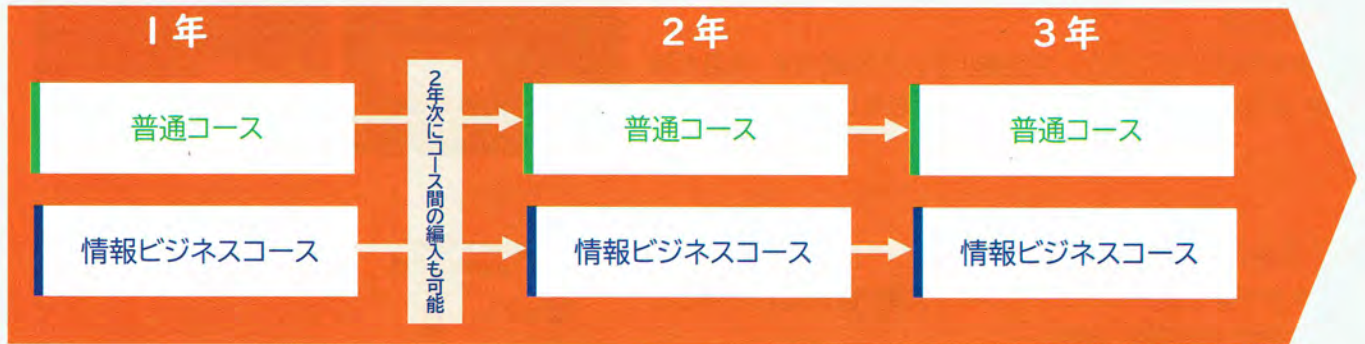 1年
2年
3年
普通コース
2年次にコース間の編入も可能
普通コース
普通コース
情報ビジネスコース
情報ビジネスコース
情報ビジネスコース